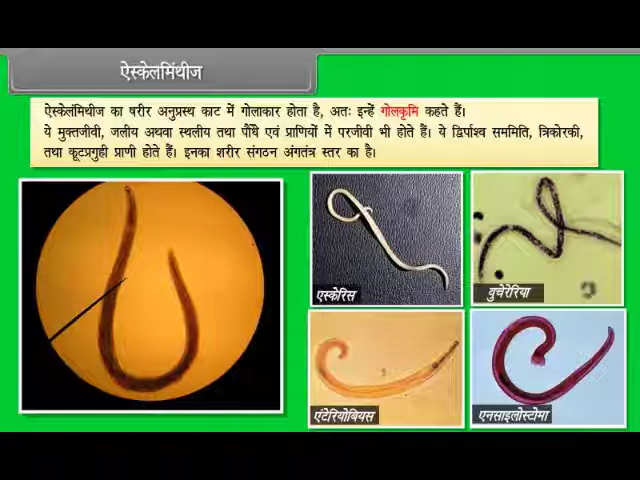 ऐस्केलमिंथीज
ऐस्केलंमिथीज का षरीर अनुप्रस्थ काट में गोलाकार होता है, अतः इन्हें गोलकृमि कहते हैं।
ये मुक्तजीवी, जलीय अथवा स्थलीय तथा पौधे एवं प्राणियों में परजीवी भी होते हैं। ये द्विपार्श्व सममिति, त्रिकोरकी,
तथा कूटप्रगुही प्राणी होते हैं। इनका शरीर संगठन अंगतंत्र स्तर का है।
एस्केरिस
वुचेरेरिया
एंटेरियोबियस
एनसाइलोस्टोमा